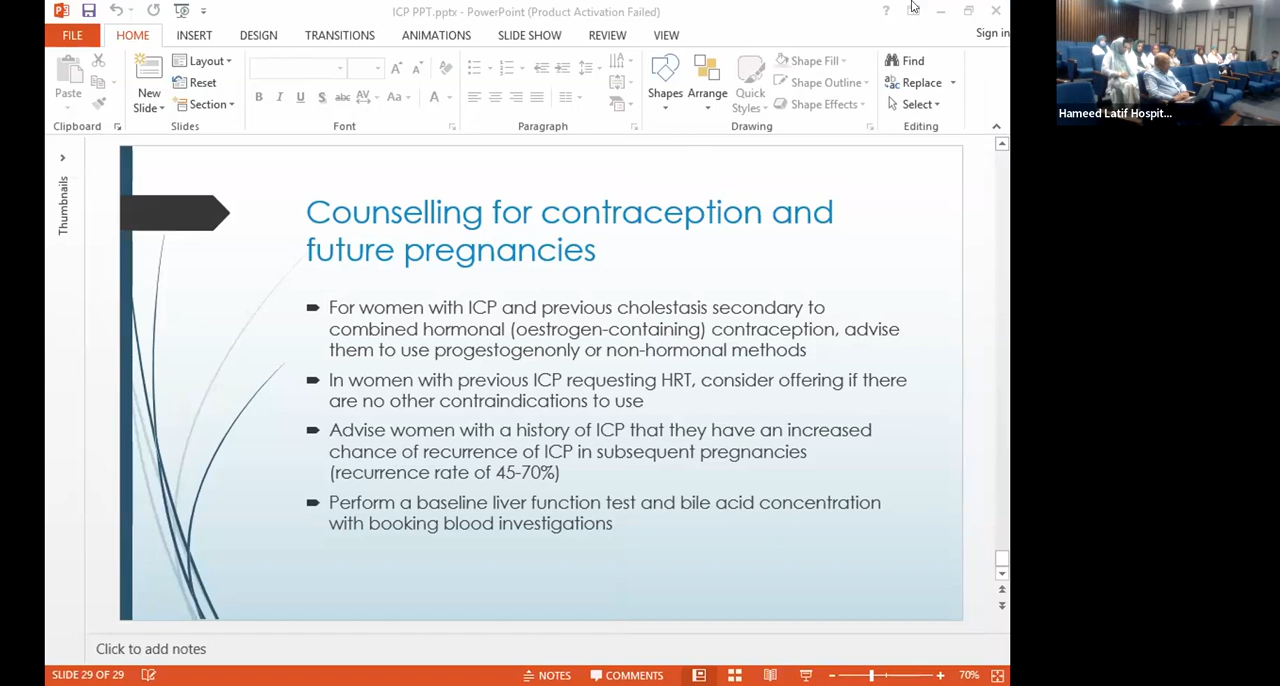 ICP PPT.pptx - PowerPoint (Product Activation Failed)
?
FILE HOME INSERT DESIGN TRANSITIONS ANIMATIONS SLIDE SHOW REVIEW VIEW Sign in
Paste
New
Slide
Layout
Reset
Section
B I U S abc AV Aa A
Shapes
Arrange
Quick
Styles
Shape Fill
Shape Outline
Shape Effects
Find
Replace
Select
Clipboard Slides Font Paragraph Drawing Editing
Hameed Latif Hospit...
Thumbnails
Counselling for contraception and
future pregnancies
For women with ICP and previous cholestasis secondary to
combined hormonal (oestrogen-containing) contraception, advise
them to use progestogenonly or non-hormonal methods
In women with previous ICP requesting HRT, consider offering if there
are no other contraindications to use
Advise women with a history of ICP that they have an increased
chance of recurrence of ICP in subsequent pregnancies
(recurrence rate of 45-70%)
Perform a baseline liver function test and bile acid concentration
with booking blood investigations
Click to add notes
SLIDE 29 OF 29 NOTES COMMENTS 70%